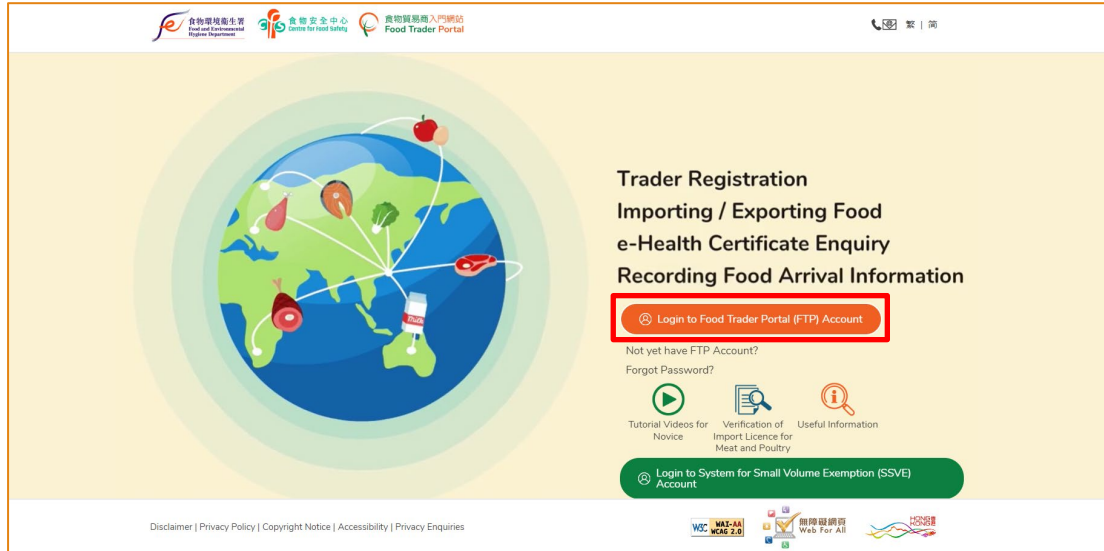 食物環境衞生署
Food and Environmental
Hygiene Department
食物安全中心
Centre for Food Safety
食物貿易商入門網站
Food Trader Portal
繁 | 简
Milk
Trader Registration
Importing / Exporting Food
e-Health Certificate Enquiry
Recording Food Arrival Information
Login to Food Trader Portal (FTP) Account
Not yet have FTP Account?
Forgot Password?
Tutorial Videos for
Novice
Verification of
Import Licence for
Meat and Poultry
Useful Information
Login to System for Small Volume Exemption (SSVE)
Account
Disclaimer | Privacy Policy | Copyright Notice | Accessibility | Privacy Enquiries
W3C WAI-AA
WCAG 2.0
無障礙網頁
Web For All
HONG
KONG